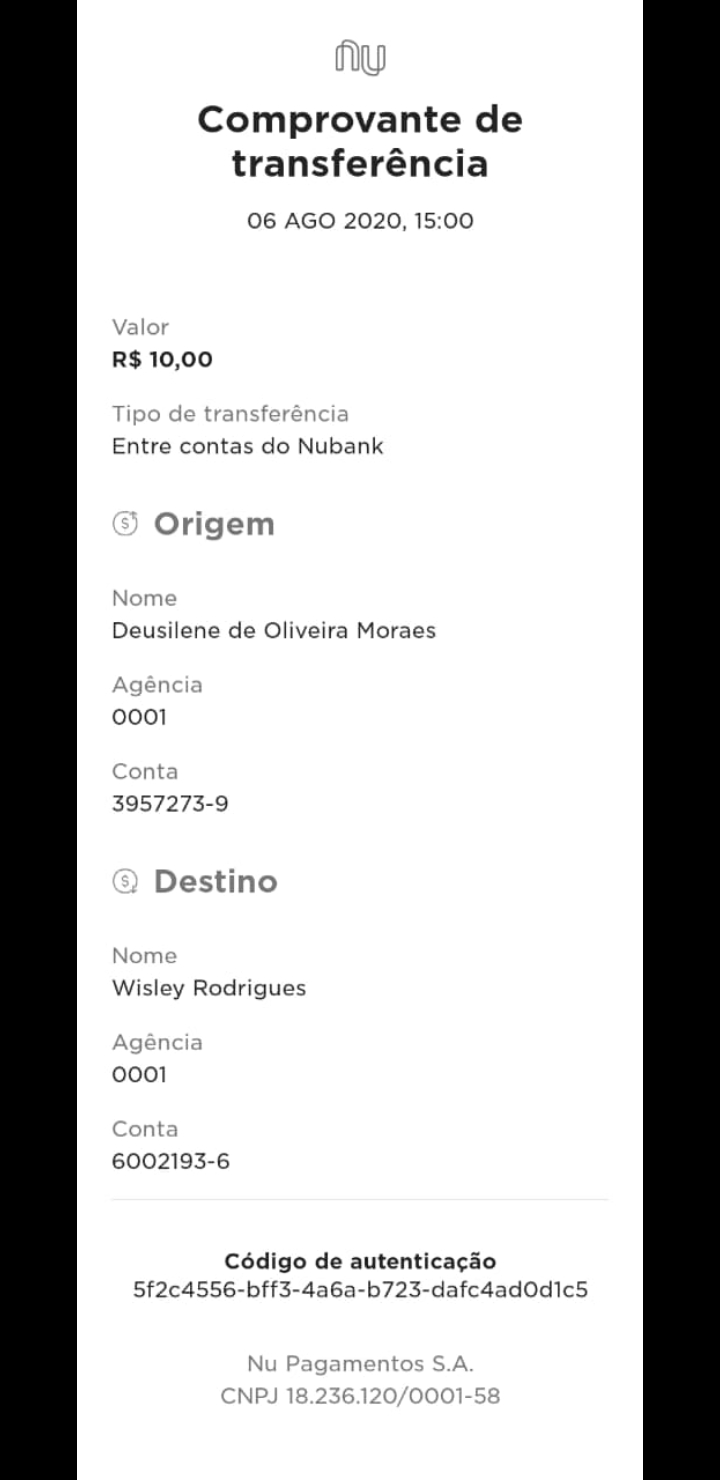 nu
Comprovante de
transferência
06 AGO 2020, 15:00
Valor
R$ 10,00
Tipo de transferência
Entre contas do Nubank
Origem
Nome
Deusilene de Oliveira Moraes
Agência
0001
Conta
3957273-9
Destino
Nome
Wisley Rodrigues
Agência
0001
Conta
6002193-6
Código de autenticação
5f2c4556-bff3-4a6a-b723-dafc4ad0d1c5
Nu Pagamentos S.A.
CNPJ 18.236.120/0001-58